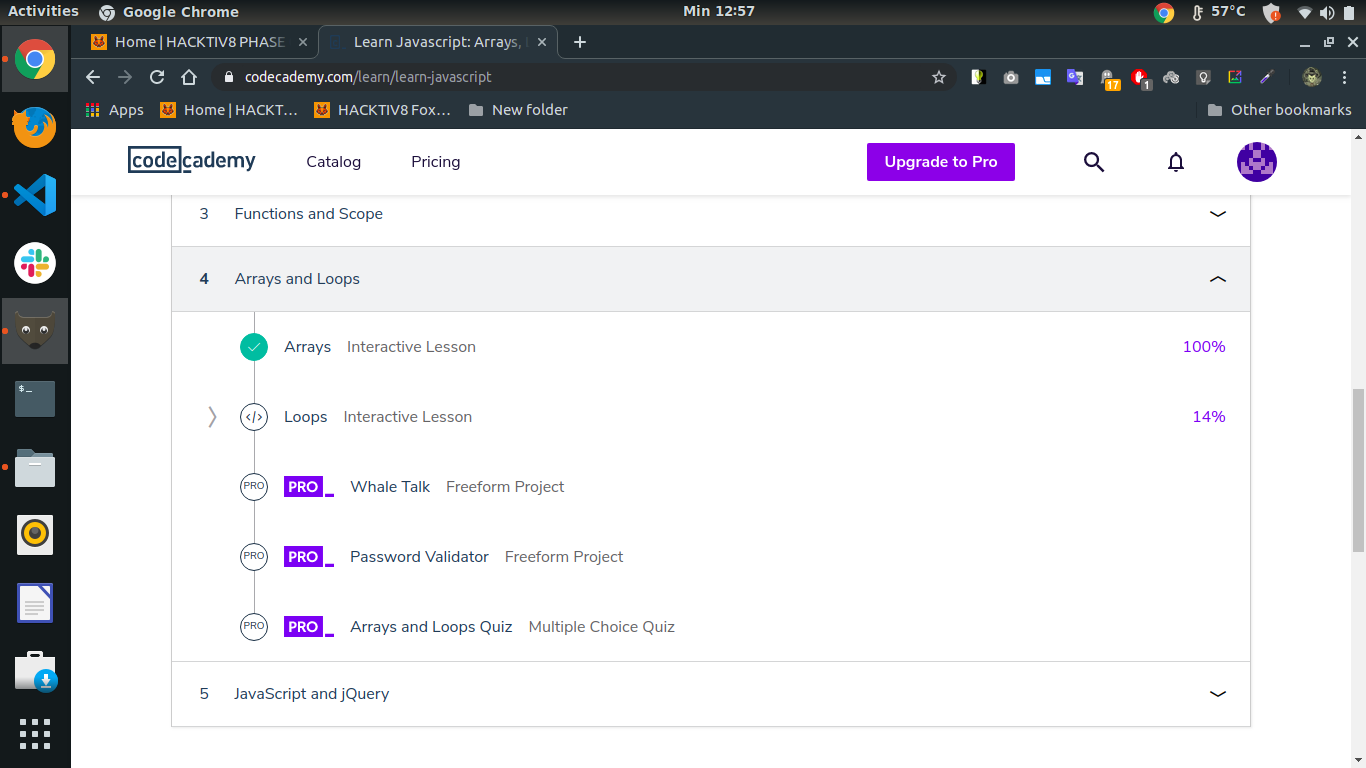 Activities
Google Chrome
Min 12:57
57°C
Home | HACKTIV8 PHASE
Learn Javascript: Arrays,
codecademy.com/learn/learn-javascript
17
1
Apps
Home | HACKT...
HACKTIV8 Fox...
New folder
Other bookmarks
codecademy
Catalog
Pricing
Upgrade to Pro
3 Functions and Scope
4 Arrays and Loops
Arrays Interactive Lesson 100%
</> Loops Interactive Lesson 14%
PRO PRO_ Whale Talk Freeform Project
PRO PRO_ Password Validator Freeform Project
PRO PRO_ Arrays and Loops Quiz Multiple Choice Quiz
5 JavaScript and jQuery
$_